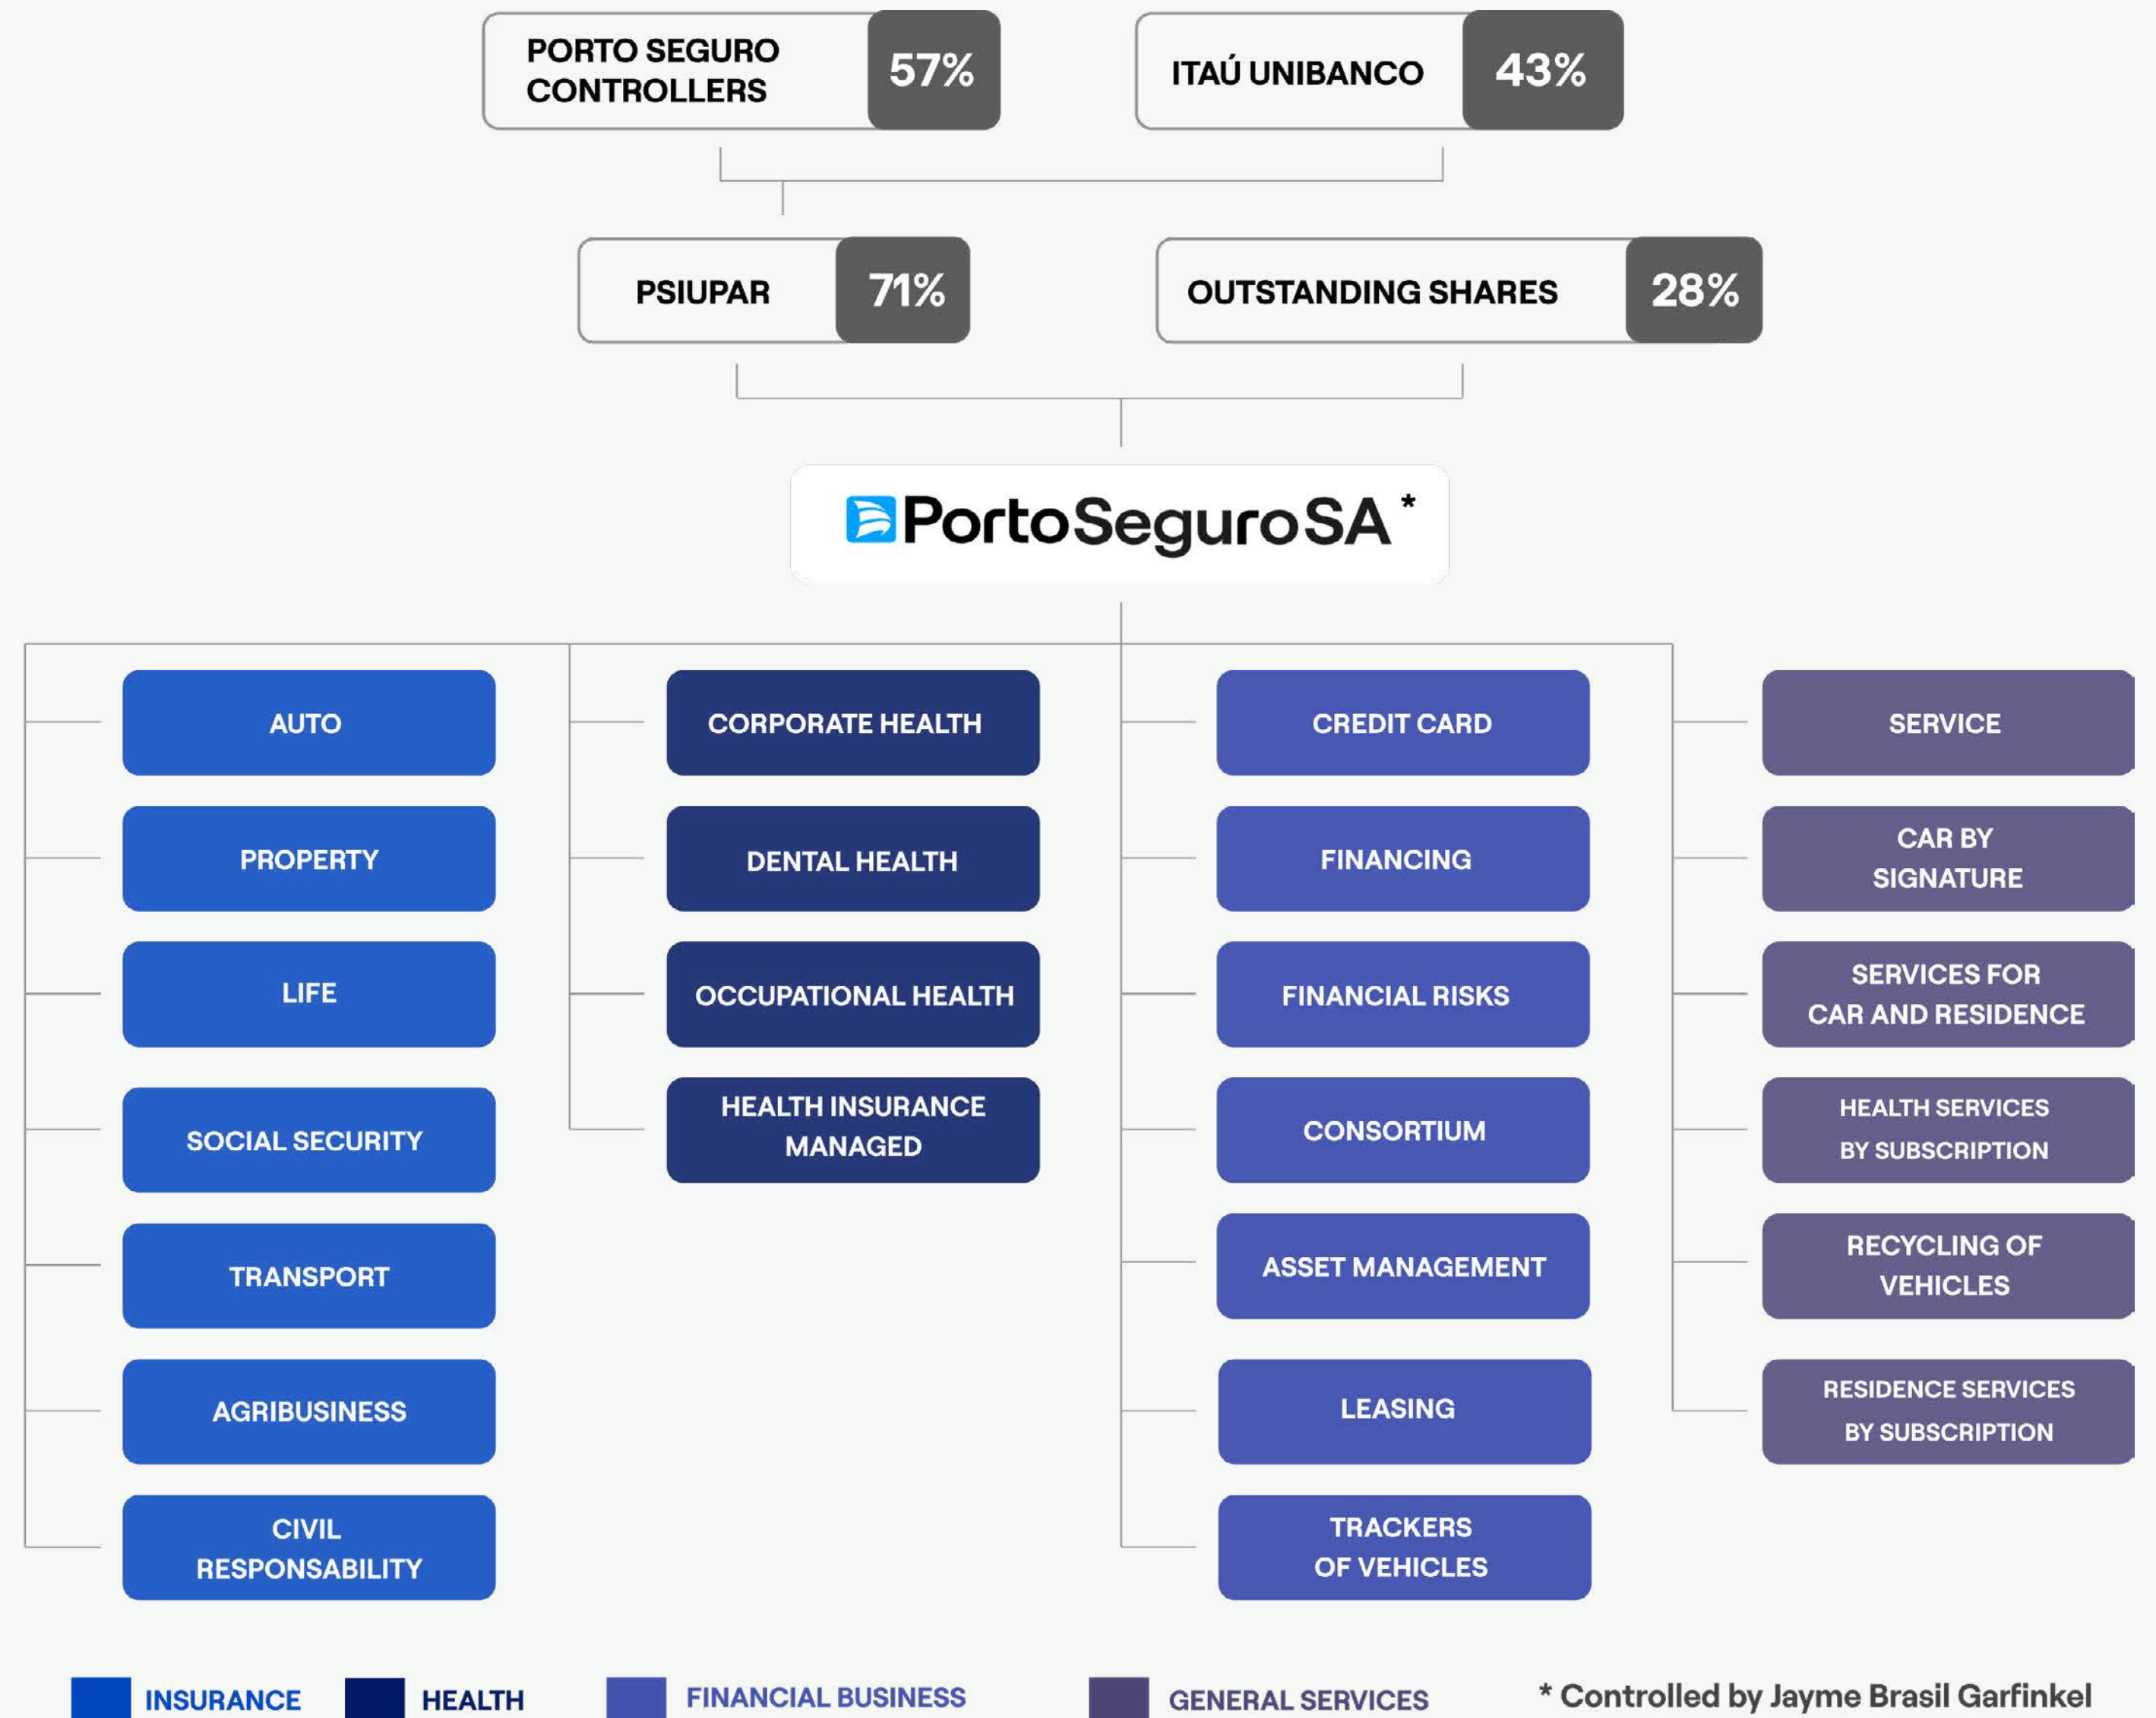 PORTO SEGURO
CONTROLLERS
57%
ITAÚ UNIBANCO
43%
PSIUPAR
71%
OUTSTANDING SHARES
28%
PortoSeguroSA *
AUTO
PROPERTY
LIFE
SOCIAL SECURITY
TRANSPORT
AGRIBUSINESS
CIVIL
RESPONSABILITY
CORPORATE HEALTH
DENTAL HEALTH
OCCUPATIONAL HEALTH
HEALTH INSURANCE
MANAGED
CREDIT CARD
FINANCING
FINANCIAL RISKS
CONSORTIUM
ASSET MANAGEMENT
LEASING
TRACKERS
OF VEHICLES
SERVICE
CAR BY
SIGNATURE
SERVICES FOR
CAR AND RESIDENCE
HEALTH SERVICES
BY SUBSCRIPTION
RECYCLING OF
VEHICLES
RESIDENCE SERVICES
BY SUBSCRIPTION
INSURANCE
HEALTH
FINANCIAL BUSINESS
GENERAL SERVICES
* Controlled by Jayme Brasil Garfinkel